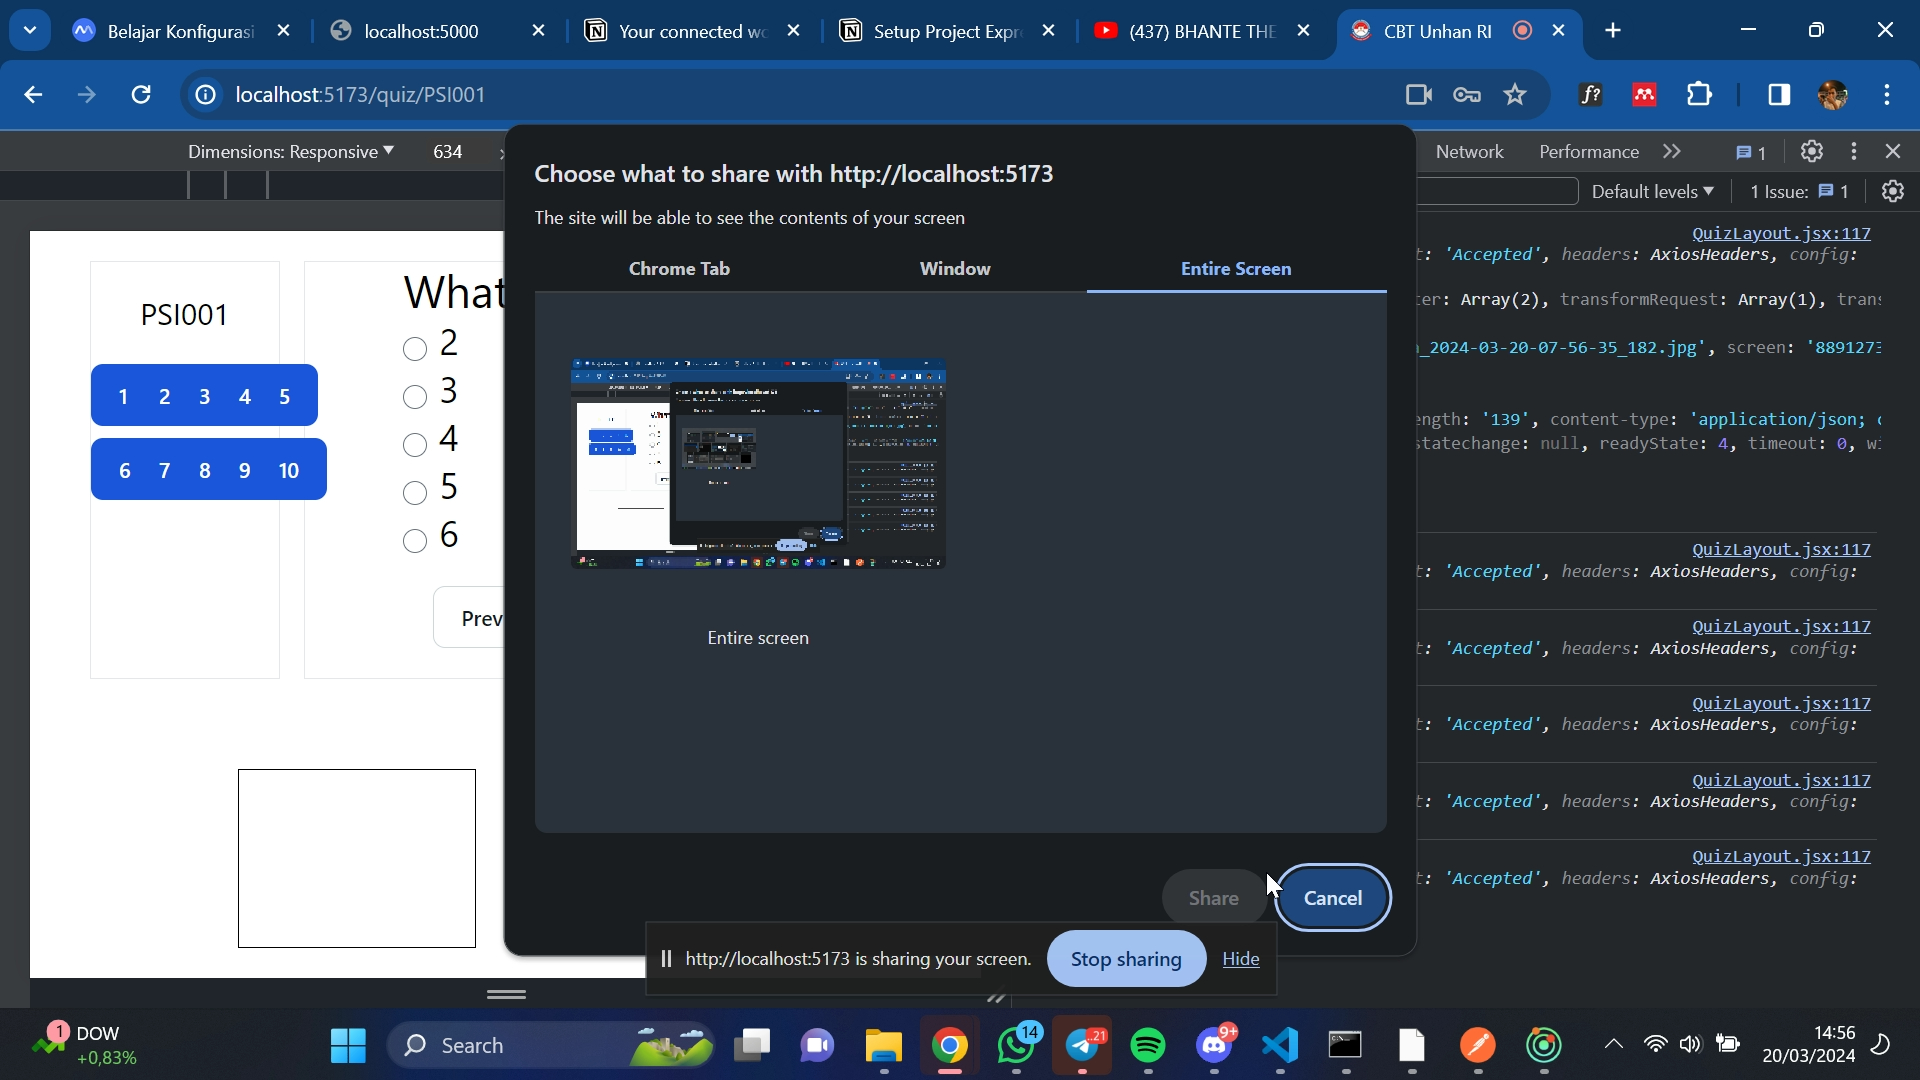 Belajar Konfigurasi
localhost:5000
Your connected wo
Setup Project Expre
(437) BHANTE THE
CBT Unhan RI
localhost:5173/quiz/PSI001
Dimensions: Responsive
634
Network
Performance
1
Default levels
1 Issue:
1
Choose what to share with http://localhost:5173
The site will be able to see the contents of your screen
Chrome Tab
Window
Entire Screen
Entire screen
Share
Cancel
PSI001
1 2 3 4 5
6 7 8 9 10
What
2
3
4
5
6
Prev
QuizLayout.jsx:117
t: 'Accepted', headers: AxiosHeaders, config:
ter: Array(2), transformRequest: Array(1), trans
_2024-03-20-07-56-35_182.jpg', screen: '8891273
ength: '139', content-type: 'application/json; c
statechange: null, readyState: 4, timeout: 0, wi
QuizLayout.jsx:117
t: 'Accepted', headers: AxiosHeaders, config:
QuizLayout.jsx:117
t: 'Accepted', headers: AxiosHeaders, config:
QuizLayout.jsx:117
t: 'Accepted', headers: AxiosHeaders, config:
QuizLayout.jsx:117
t: 'Accepted', headers: AxiosHeaders, config:
QuizLayout.jsx:117
t: 'Accepted', headers: AxiosHeaders, config:
http://localhost:5173 is sharing your screen.
Stop sharing
Hide
1
DOW
+0,83%
Search
14
21
9+
14:56
20/03/2024